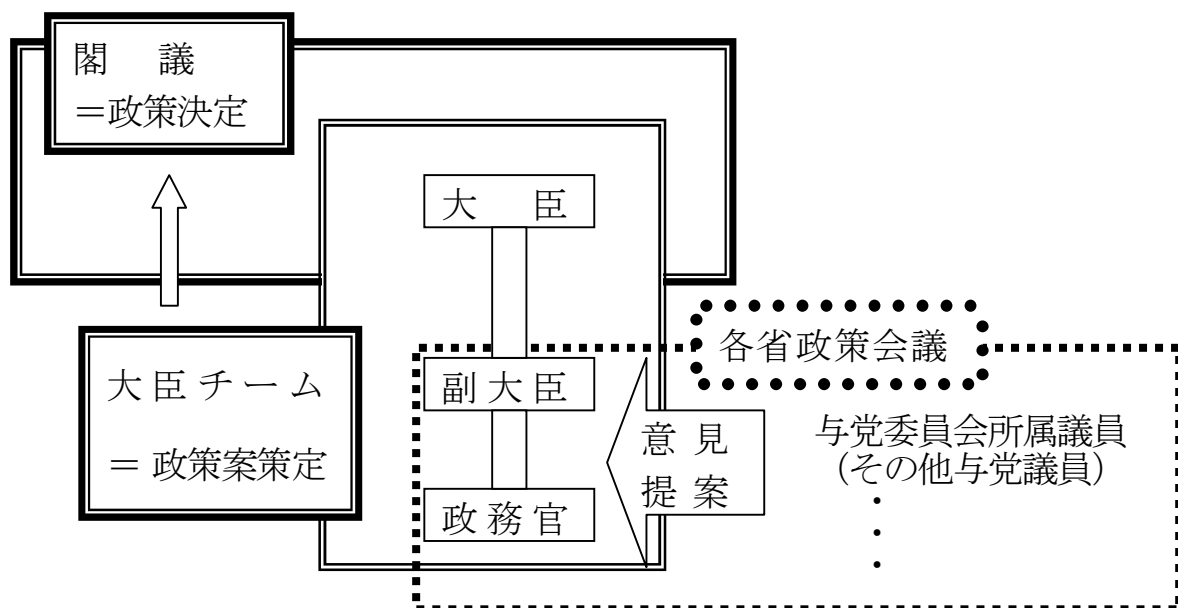 閣　議
＝政策決定
大　臣
各省政策会議
大臣チーム
＝ 政策案策定
副大臣
政務官
意見
提案
与党委員会所属議員
（その他与党議員）
・
・
・